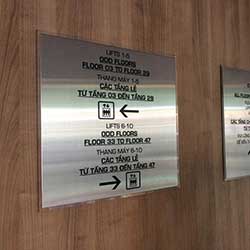 LIFTS 1-5
ODD FLOORS
FLOOR 03 TO FLOOR 29
THANG MÁY 1-5
CÁC TẦNG LẺ
TỪ TẦNG 03 ĐẾN TẦNG 29
←
LIFTS 6-10
ODD FLOORS
FLOOR 33 TO FLOOR 47
THANG MÁY 6-10
CÁC TẦNG LẺ
TỪ TẦNG 33 ĐẾN TẦNG 47
→
ALL FLOOR